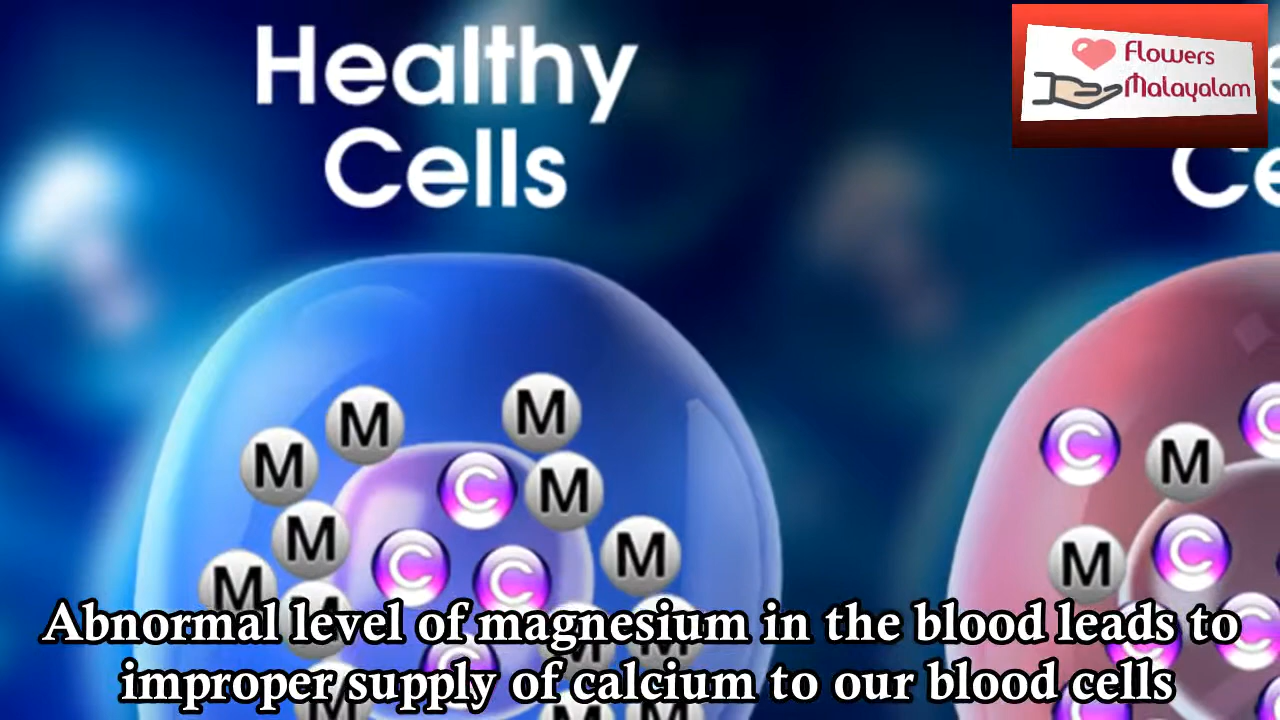 Healthy
Cells
Flowers
Malayalam
Ce
M
M
M
M
M
M
M
C
C
C
C
C
M
M
C
C
Abnormal level of magnesium in the blood leads to
improper supply of calcium to our blood cells